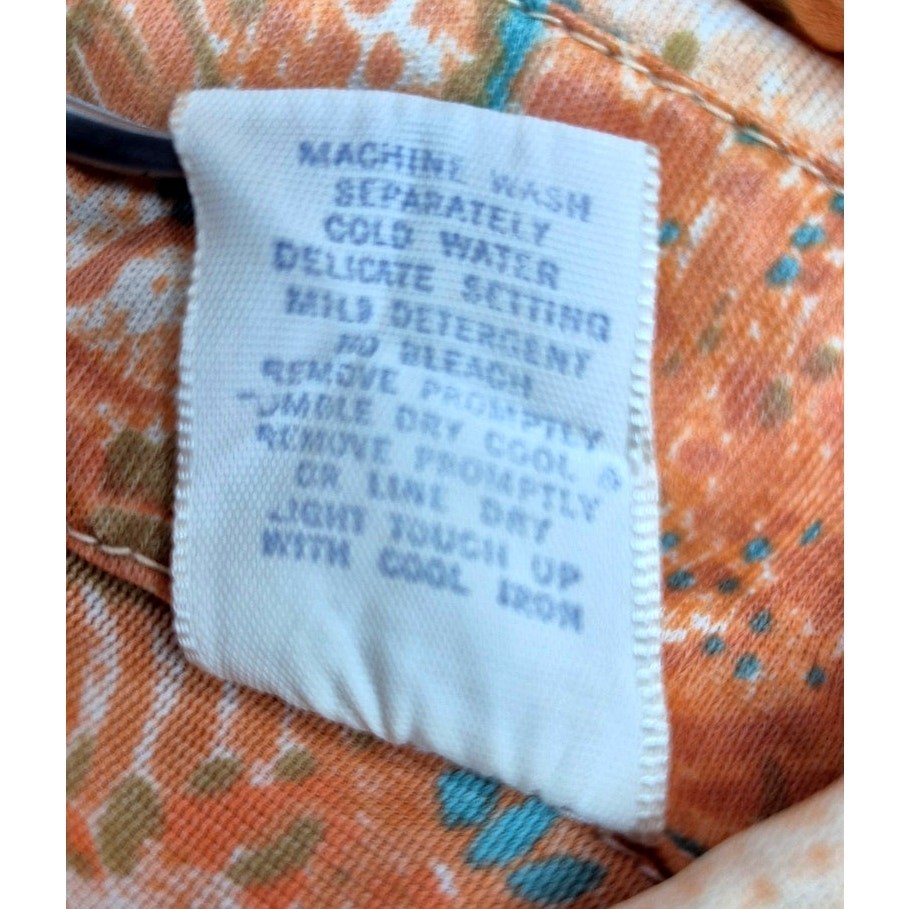 MACHINE WASH
SEPARATELY
COLD WATER
DELICATE SETTING
MILD DETERGENT
NO BLEACH
REMOVE PROMPTLY
TUMBLE DRY COOL &
REMOVE PROMPTLY
OR LINE DRY
LIGHT TOUCH UP
WITH COOL IRON